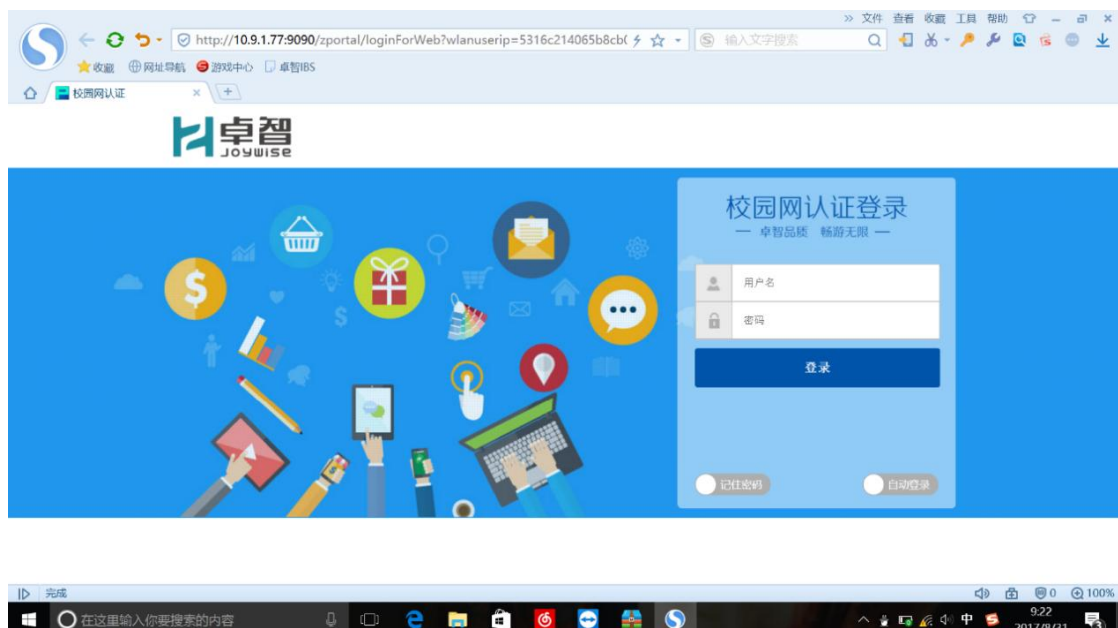 » 文件 查看 收藏 工具 帮助
http://10.9.1.77:9090/zportal/loginForWeb?wlanuserip=5316c214065b8cb( 输入文字搜索
收藏 网址导航 游戏中心 卓智IBS
校园网认证
卓智
Joywise
校园网认证登录
— 卓智品质 畅游无限 —
用户名
密码
登录
记住密码 自动登录
完成 0 100%
在这里输入你要搜索的内容 中 9:22
2017/8/31